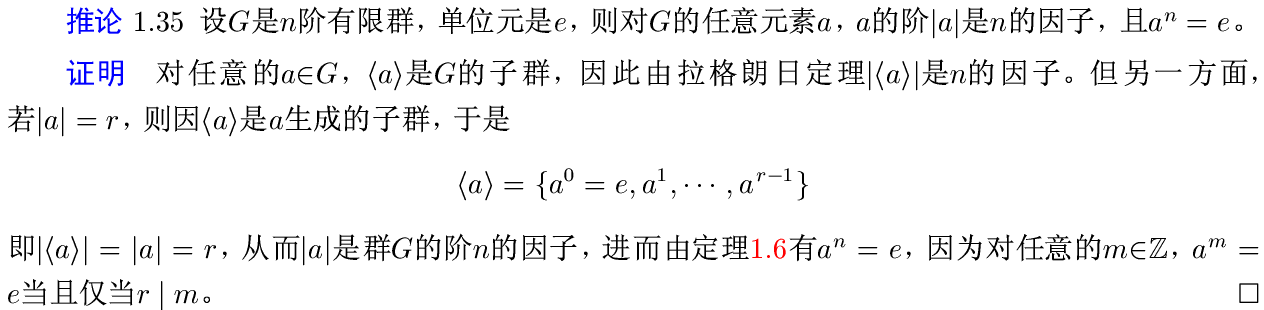 推论 1.35 设G是n阶有限群，单位元是e，则对G的任意元素a，a的阶|a|是n的因子，且aⁿ = e。
证明 对任意的a∈G，⟨a⟩是G的子群，因此由拉格朗日定理|⟨a⟩|是n的因子。但另一方面，
若|a| = r，则因⟨a⟩是a生成的子群，于是
⟨a⟩ = {a⁰ = e, a¹, ⋯ , aʳ⁻¹}
即|⟨a⟩| = |a| = r，从而|a|是群G的阶n的因子，进而由定理1.6有aⁿ = e，因为对任意的m∈ℤ，aᵐ =
e当且仅当r | m。 □